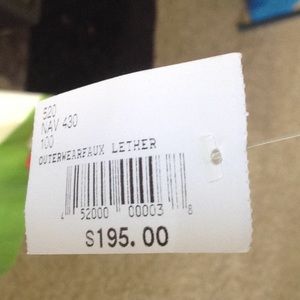 520
NAV 430
100
OUTERWEARFAUX LETHER
4 52000 00003 8
$195.00